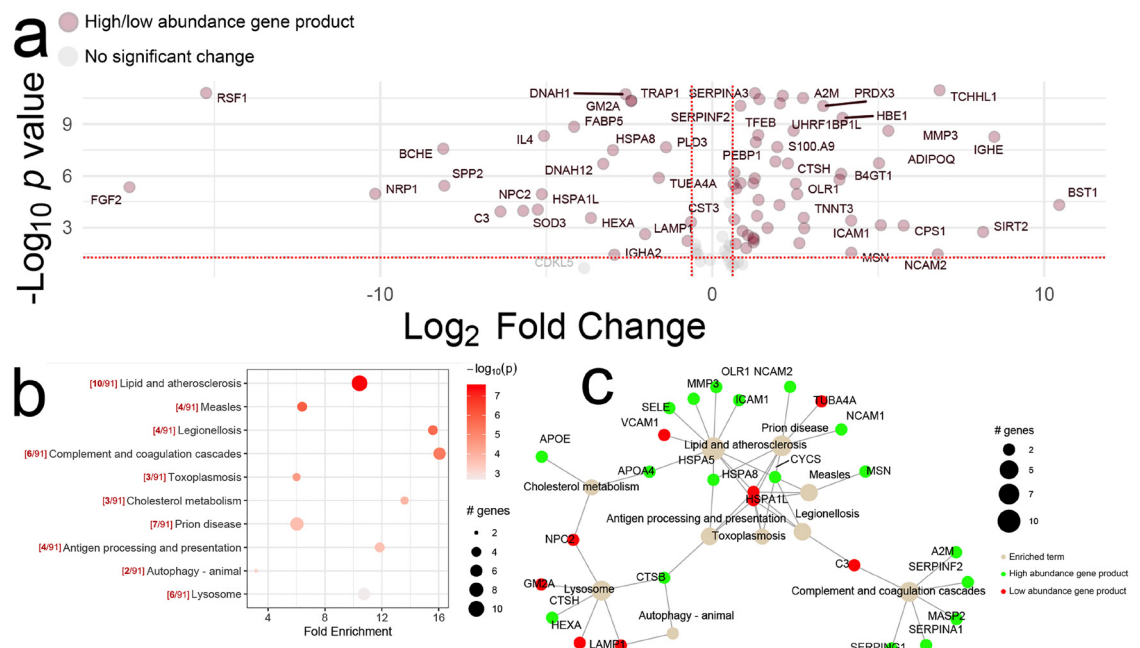 a
High/low abundance gene product
No significant change
-Log10 p value
9
6
3
RSF1
DNAH1
TRAP1
SERPINA3
A2M
PRDX3
TCHHL1
GM2A
FABP5
SERPINF2
TFEB
UHRF1BP1L
HBE1
IL4
HSPA8
PLD3
MMP3
IGHE
BCHE
PEBP1
S100.A9
DNAH12
CTSH
ADIPOQ
SPP2
B4GT1
FGF2
NRP1
NPC2
HSPA1L
TUEA4A
OLR1
BST1
C3
SOD3
HEXA
LAMP1
CST3
TNNT3
ICAM1
CPS1
SIRT2
IGHA2
MSN
NCAM2
CDKL5
-10
0
10
Log2 Fold Change
b
[10/91] Lipid and atherosclerosis
[4/91] Measles
[4/91] Legionellosis
[6/91] Complement and coagulation cascades
[3/91] Toxoplasmosis
[3/91] Cholesterol metabolism
[7/91] Prion disease
[4/91] Antigen processing and presentation
[2/91] Autophagy - animal
[6/91] Lysosome
4
8
12
16
Fold Enrichment
−log10(p)
7
6
5
4
3
# genes
2
4
6
8
10
c
OLR1 NCAM2
MMP3
ICAM1
TUBA4A
SELE
NCAM1
VCAM1
Prion disease
APOE
Lipid and atherosclerosis
CYCS
HSPA5
APOA4
HSPA8
Measles
MSN
Cholesterol metabolism
HSPA1L
Legionellosis
Antigen processing and presentation
Toxoplasmosis
NPC2
C3
A2M
GM2A
Lysosome
CTSB
SERPINF2
Complement and coagulation cascades
CTSH
HEXA
Autophagy - animal
MASP2
SERPINA1
LAMP1
SERPING1
# genes
2
5
7
10
Enriched term
High abundance gene product
Low abundance gene product